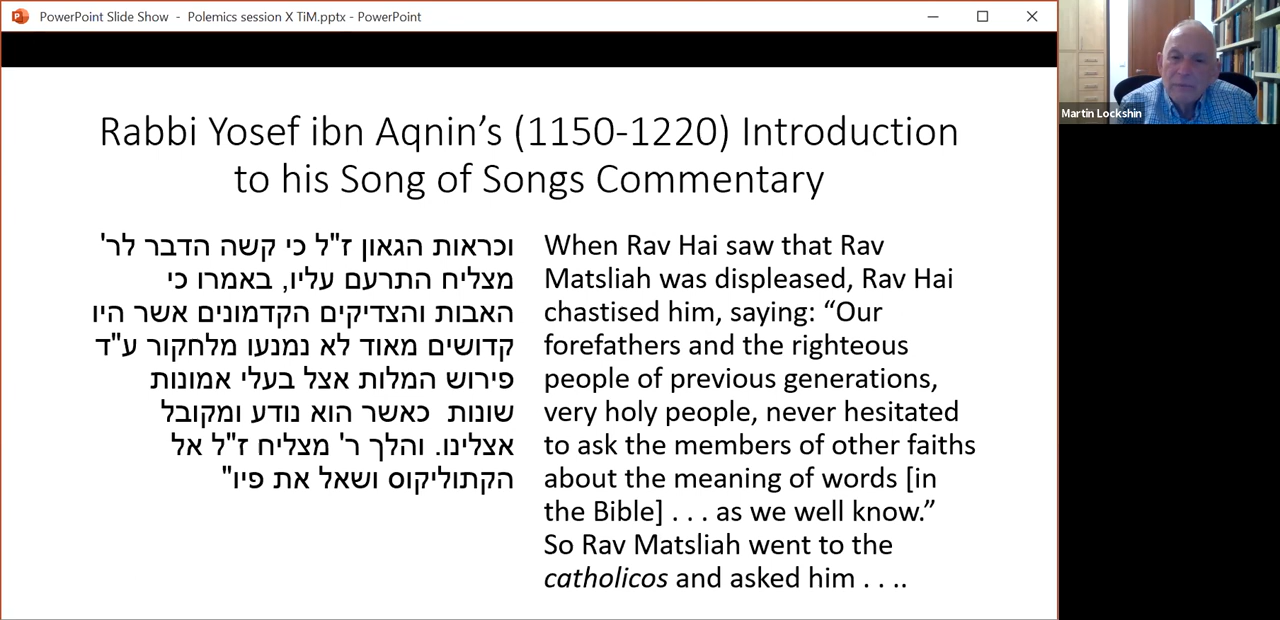 PowerPoint Slide Show - Polemics session X TiM.pptx - PowerPoint
Martin Lockshin
Rabbi Yosef ibn Aqnin’s (1150-1220) Introduction
to his Song of Songs Commentary
וכראות הגאון ז"ל כי קשה הדבר לר'
מצליח התרעם עליו, באמרו כי
האבות והצדיקים הקדמונים אשר היו
קדושים מאוד לא נמנעו מלחקור ע"ד
פירוש המלות אצל בעלי אמונות
שונות כאשר הוא נודע ומקובל
אצלינו. והלך ר' מצליח ז"ל אל
הקתוליקוס ושאל את פיו"
When Rav Hai saw that Rav
Matsliah was displeased, Rav Hai
chastised him, saying: “Our
forefathers and the righteous
people of previous generations,
very holy people, never hesitated
to ask the members of other faiths
about the meaning of words [in
the Bible] . . . as we well know.”
So Rav Matsliah went to the
catholicos and asked him . . ..